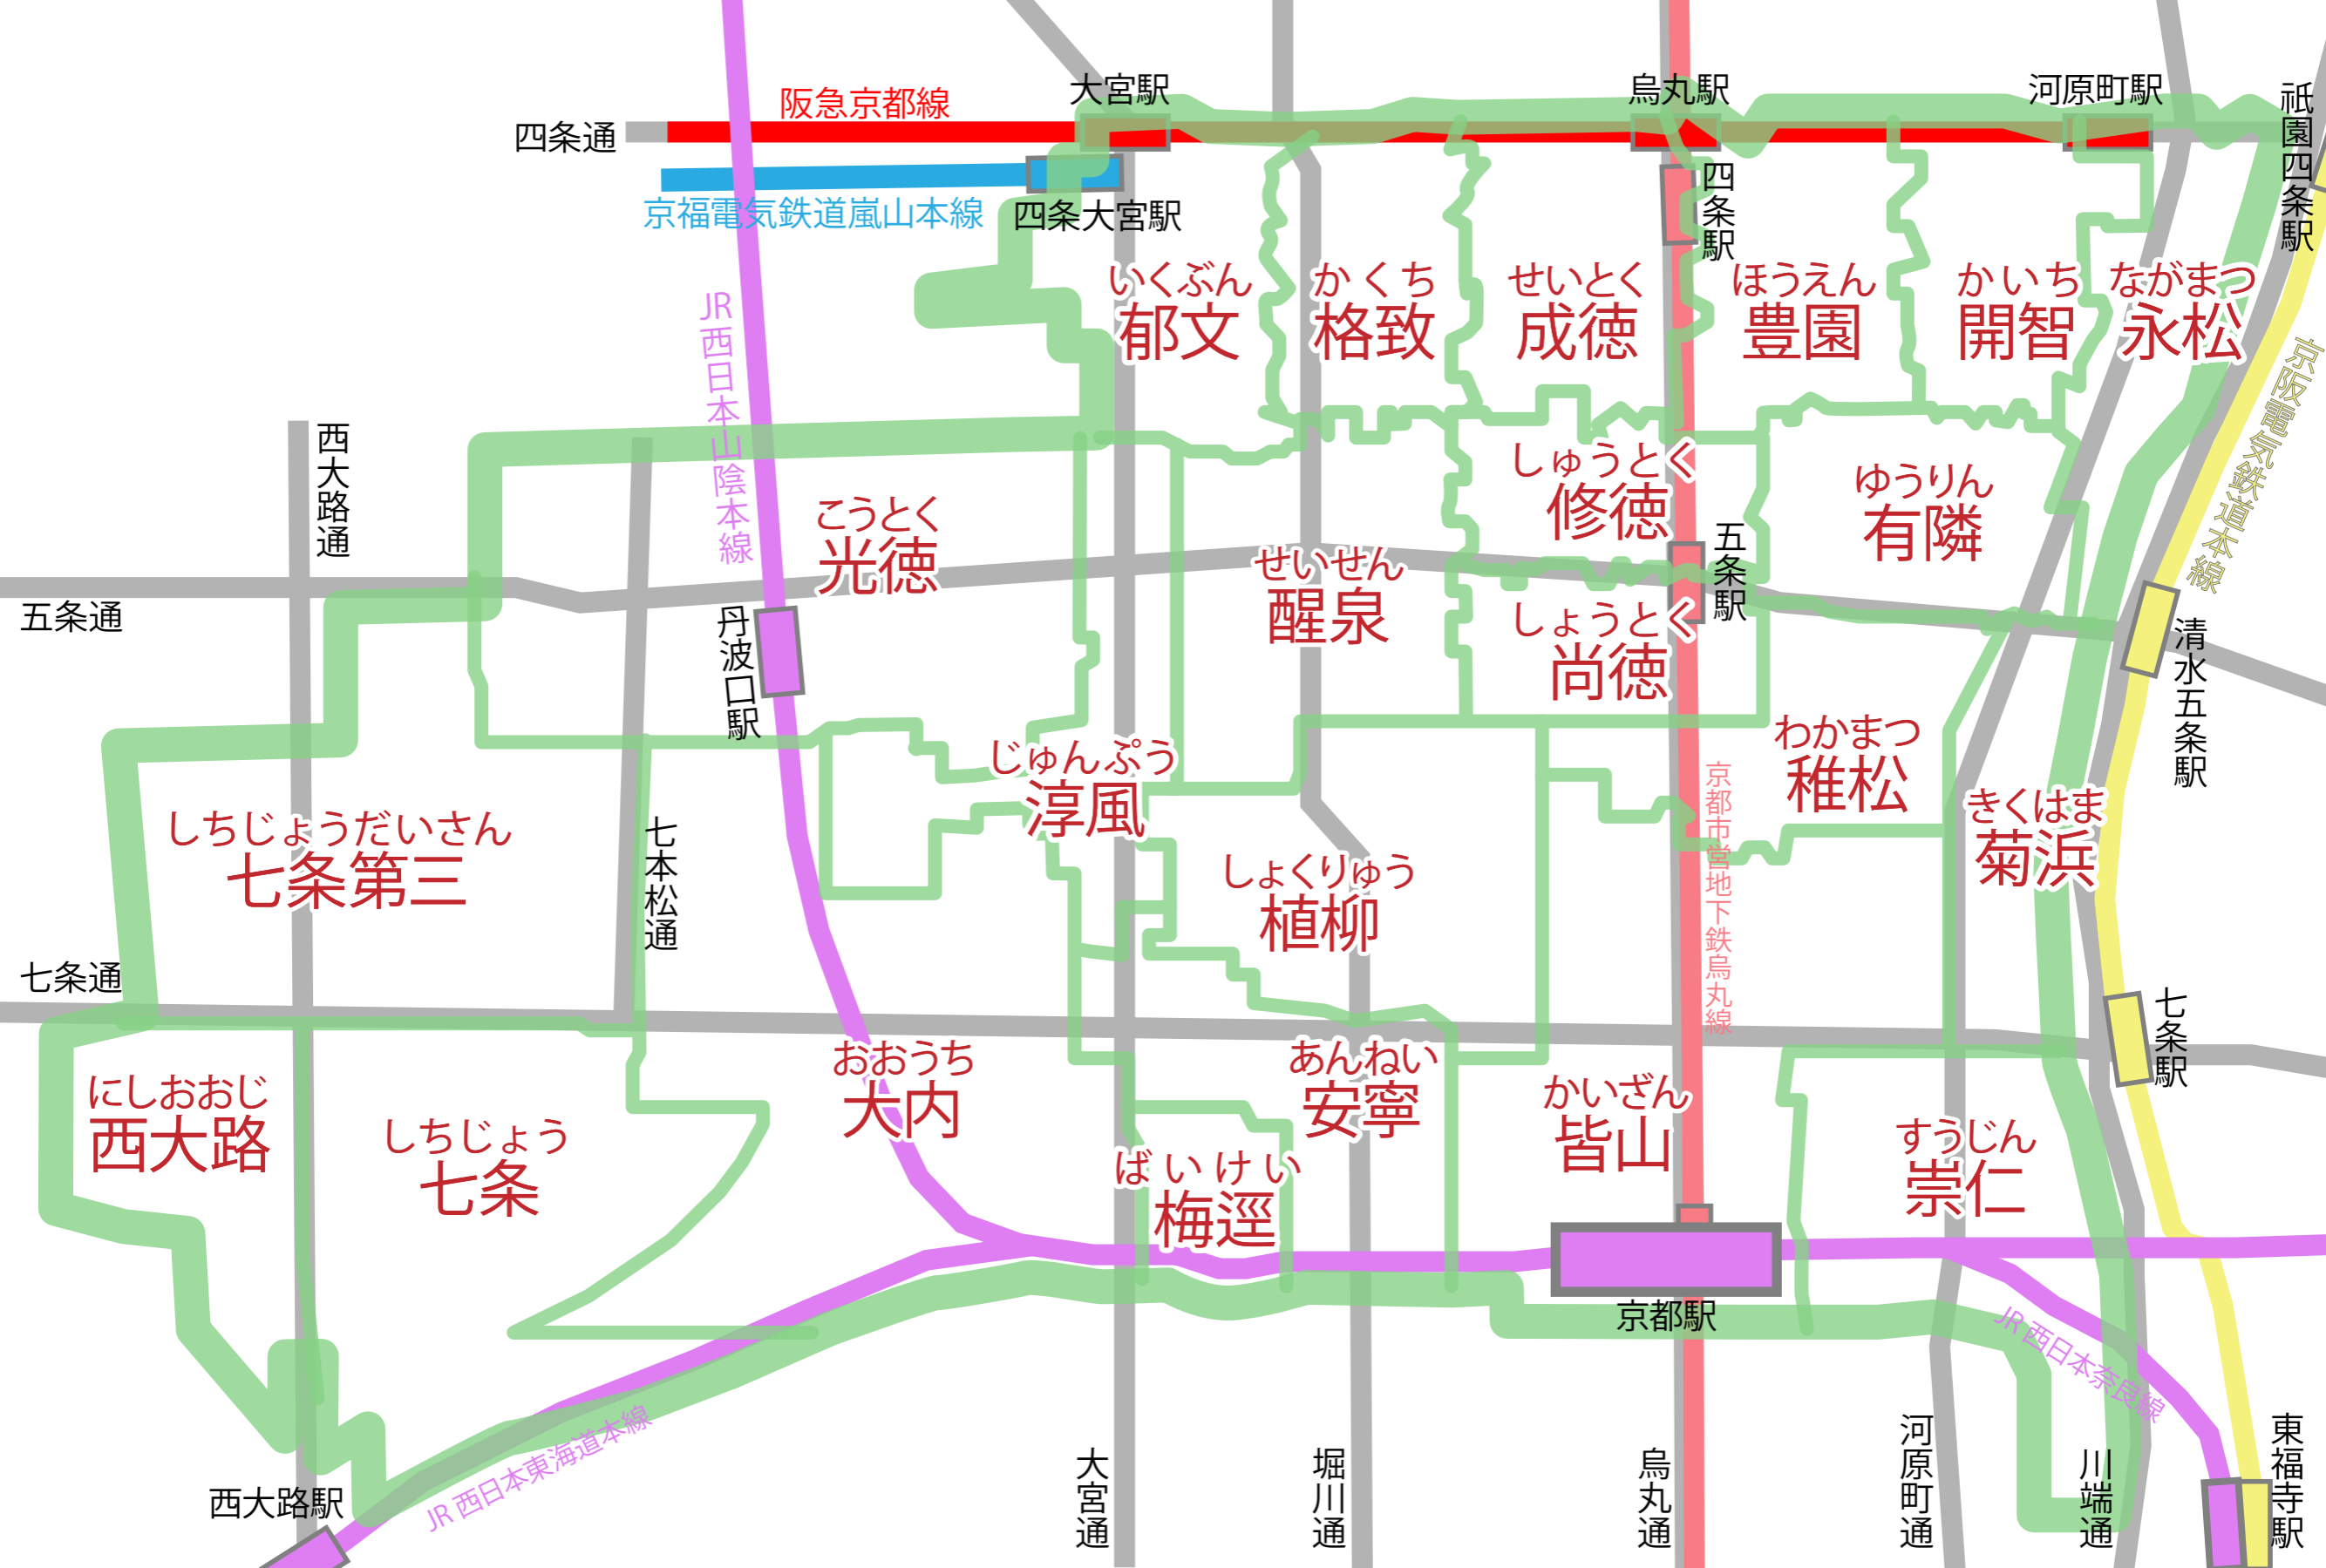 大宮駅
烏丸駅
河原町駅
祇園四条駅
阪急京都線
四条通
四条駅
京福電気鉄道嵐山本線
四条大宮駅
いくぶん
郁文
かくち
格致
せいとく
成徳
ほうえん
豊園
かいち
開智
ながまつ
永松
JR西日本山陰本線
京阪電気鉄道本線
西大路通
しゅうとく
修徳
ゆうりん
有隣
こうとく
光徳
せいせん
醒泉
五条駅
五条通
丹波口駅
しょうとく
尚徳
清水五条駅
じゅんぷう
淳風
わかまつ
稚松
京都市営地下鉄烏丸線
きくはま
菊浜
しちじょうだいさん
七条第三
七本松通
しょくりゅう
植柳
七条通
七条駅
おおうち
大内
あんねい
安寧
にしおおじ
西大路
かいざん
皆山
しちじょう
七条
すうじん
崇仁
ばいけい
梅逕
京都駅
JR西日本奈良線
JR西日本東海道本線
西大路駅
大宮通
堀川通
烏丸通
河原町通
川端通
東福寺駅